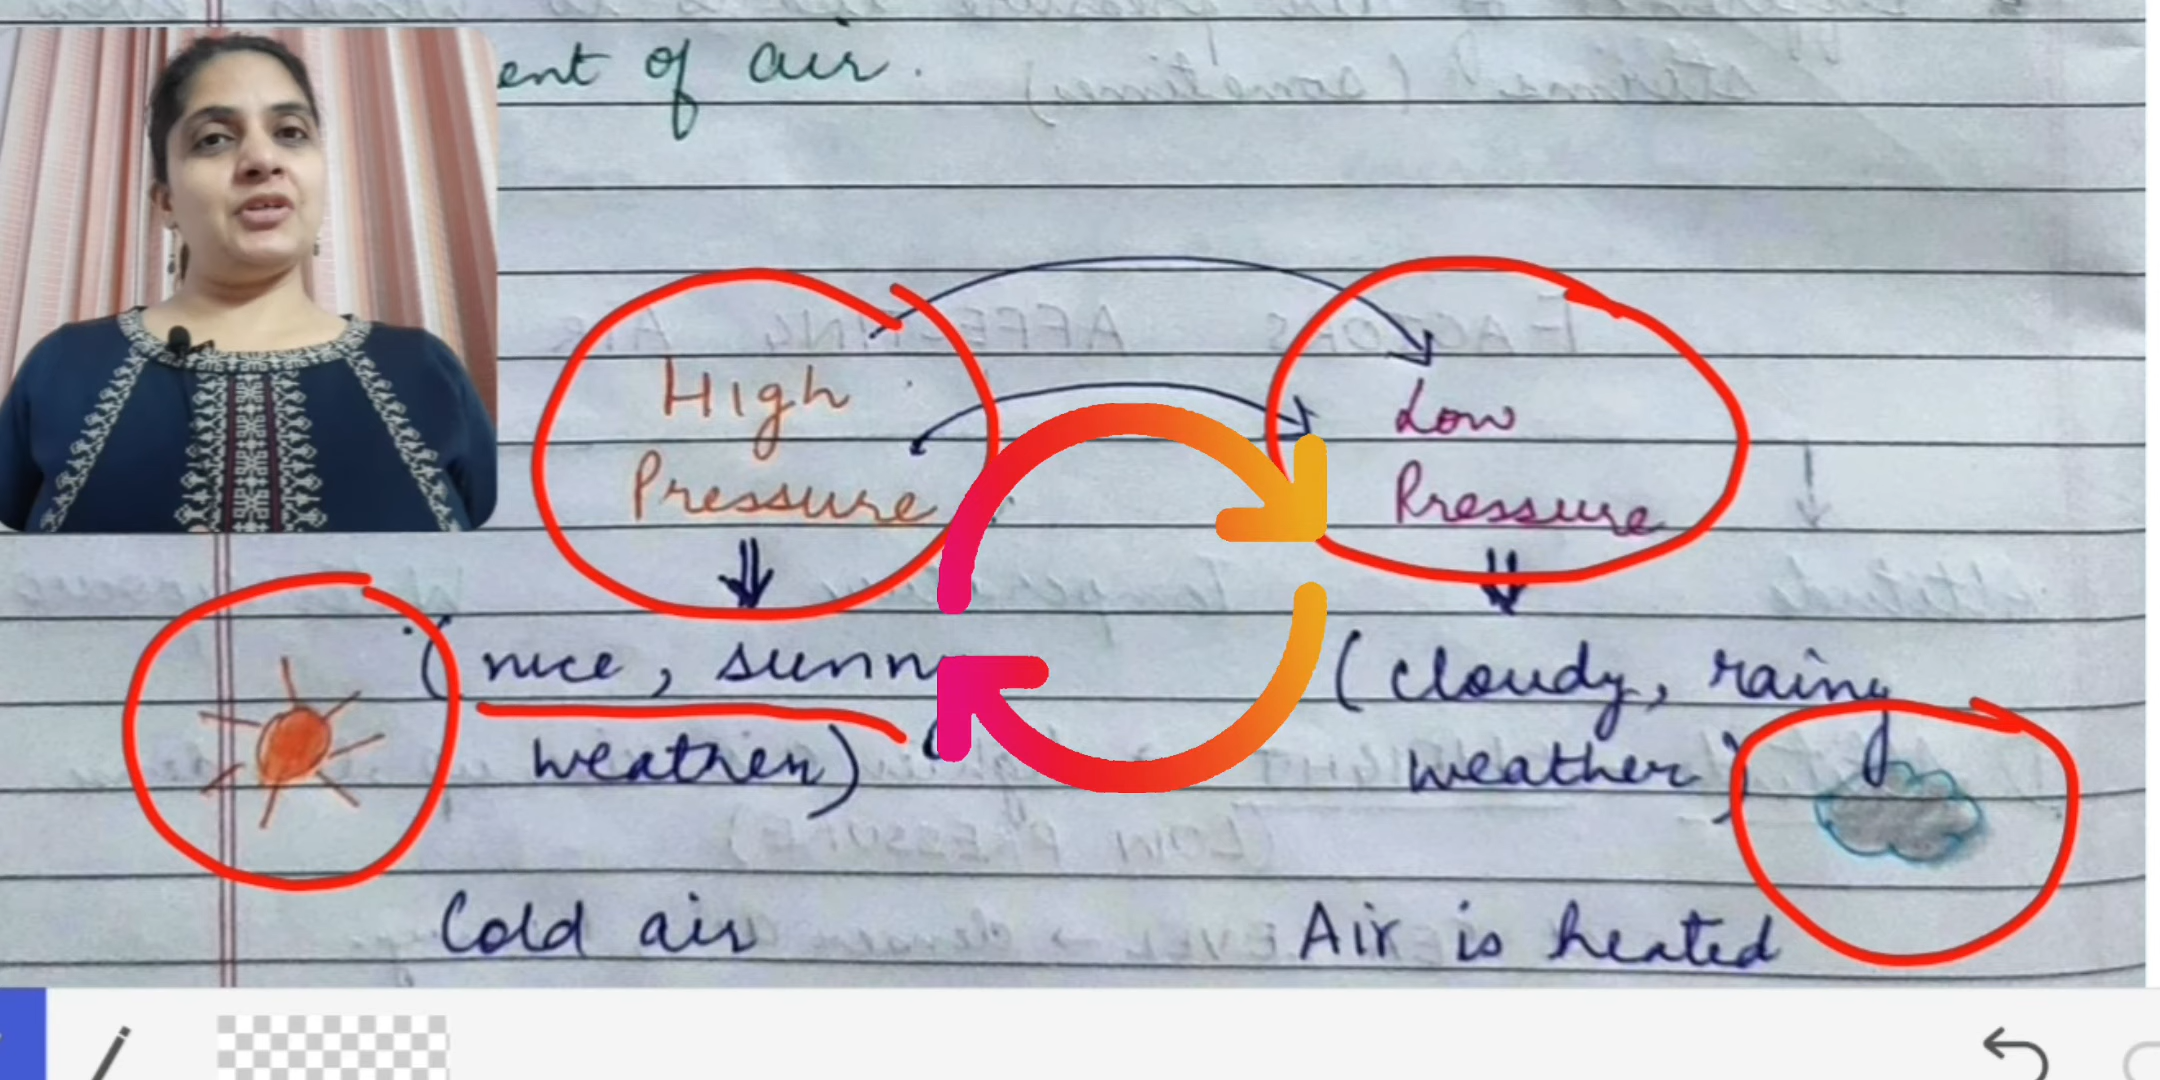 ent of air.
High
Pressure
Low
Pressure
(nice, sunny
weather)
(cloudy, rainy
weather)
Cold air
Air is heated